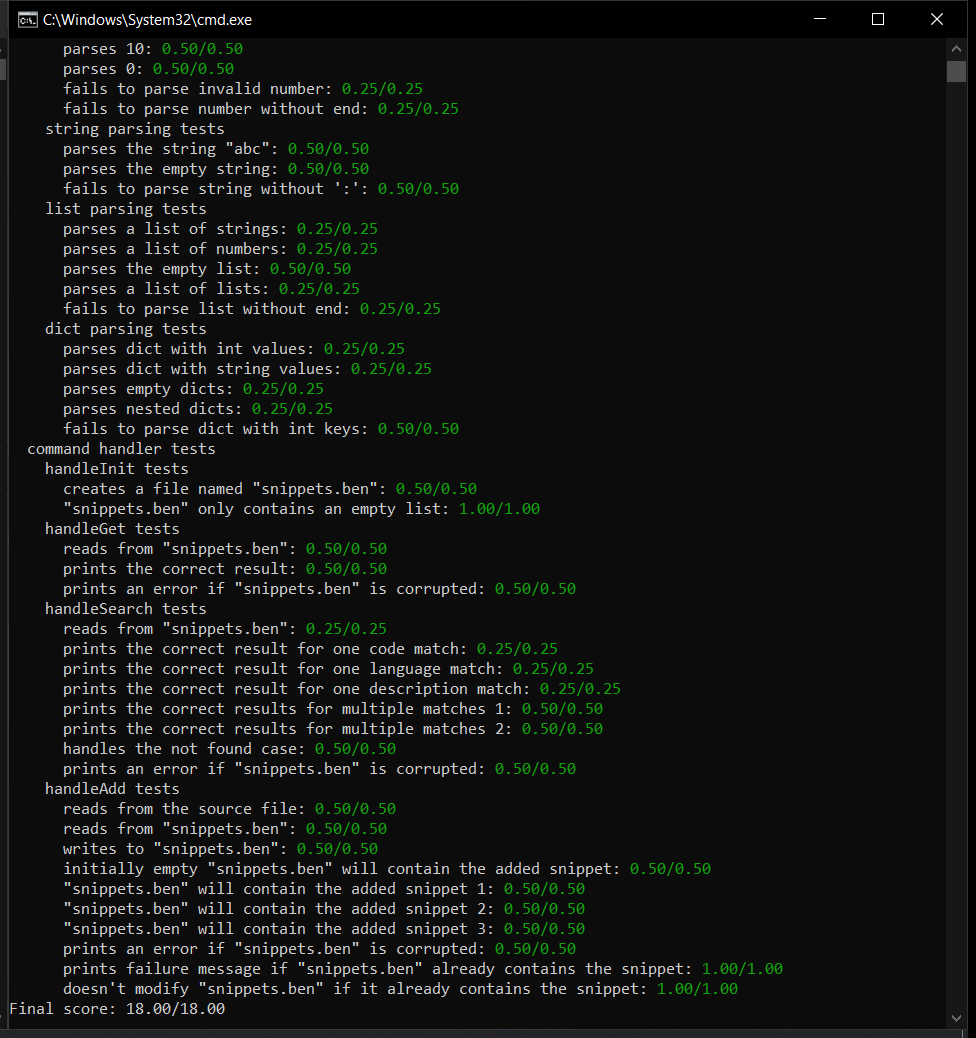 C:\Windows\System32\cmd.exe
parses 10: 0.50/0.50
parses 0: 0.50/0.50
fails to parse invalid number: 0.25/0.25
fails to parse number without end: 0.25/0.25
string parsing tests
parses the string "abc": 0.50/0.50
parses the empty string: 0.50/0.50
fails to parse string without ':': 0.50/0.50
list parsing tests
parses a list of strings: 0.25/0.25
parses a list of numbers: 0.25/0.25
parses the empty list: 0.50/0.50
parses a list of lists: 0.25/0.25
fails to parse list without end: 0.25/0.25
dict parsing tests
parses dict with int values: 0.25/0.25
parses dict with string values: 0.25/0.25
parses empty dicts: 0.25/0.25
parses nested dicts: 0.25/0.25
fails to parse dict with int keys: 0.50/0.50
command handler tests
handleInit tests
creates a file named "snippets.ben": 0.50/0.50
"snippets.ben" only contains an empty list: 1.00/1.00
handleGet tests
reads from "snippets.ben": 0.50/0.50
prints the correct result: 0.50/0.50
prints an error if "snippets.ben" is corrupted: 0.50/0.50
handleSearch tests
reads from "snippets.ben": 0.25/0.25
prints the correct result for one code match: 0.25/0.25
prints the correct result for one language match: 0.25/0.25
prints the correct result for one description match: 0.25/0.25
prints the correct results for multiple matches 1: 0.50/0.50
prints the correct results for multiple matches 2: 0.50/0.50
handles the not found case: 0.50/0.50
prints an error if "snippets.ben" is corrupted: 0.50/0.50
handleAdd tests
reads from the source file: 0.50/0.50
reads from "snippets.ben": 0.50/0.50
writes to "snippets.ben": 0.50/0.50
initially empty "snippets.ben" will contain the added snippet: 0.50/0.50
"snippets.ben" will contain the added snippet 1: 0.50/0.50
"snippets.ben" will contain the added snippet 2: 0.50/0.50
"snippets.ben" will contain the added snippet 3: 0.50/0.50
prints an error if "snippets.ben" is corrupted: 0.50/0.50
prints failure message if "snippets.ben" already contains the snippet: 1.00/1.00
doesn't modify "snippets.ben" if it already contains the snippet: 1.00/1.00
Final score: 18.00/18.00